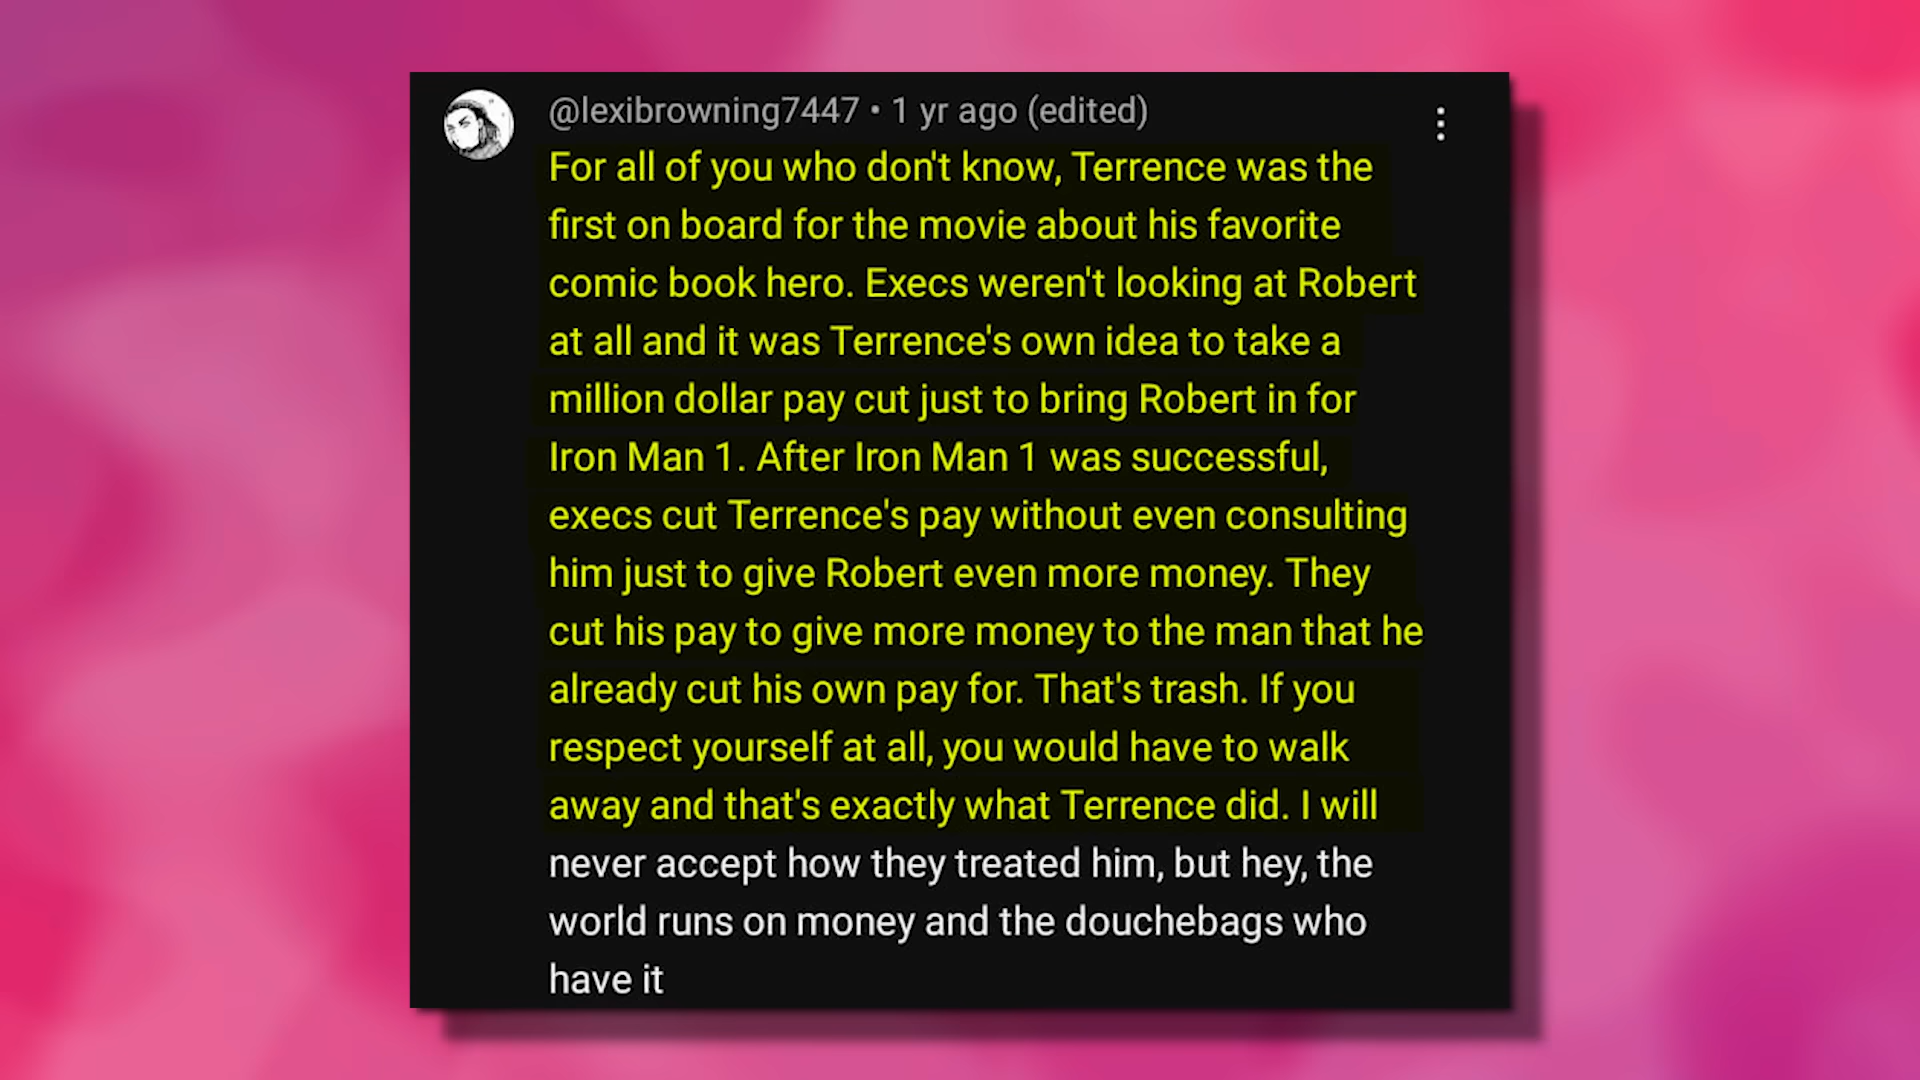 @lexibrowning7447 • 1 yr ago (edited)
For all of you who don't know, Terrence was the
first on board for the movie about his favorite
comic book hero. Execs weren't looking at Robert
at all and it was Terrence's own idea to take a
million dollar pay cut just to bring Robert in for
Iron Man 1. After Iron Man 1 was successful,
execs cut Terrence's pay without even consulting
him just to give Robert even more money. They
cut his pay to give more money to the man that he
already cut his own pay for. That's trash. If you
respect yourself at all, you would have to walk
away and that's exactly what Terrence did. I will
never accept how they treated him, but hey, the
world runs on money and the douchebags who
have it